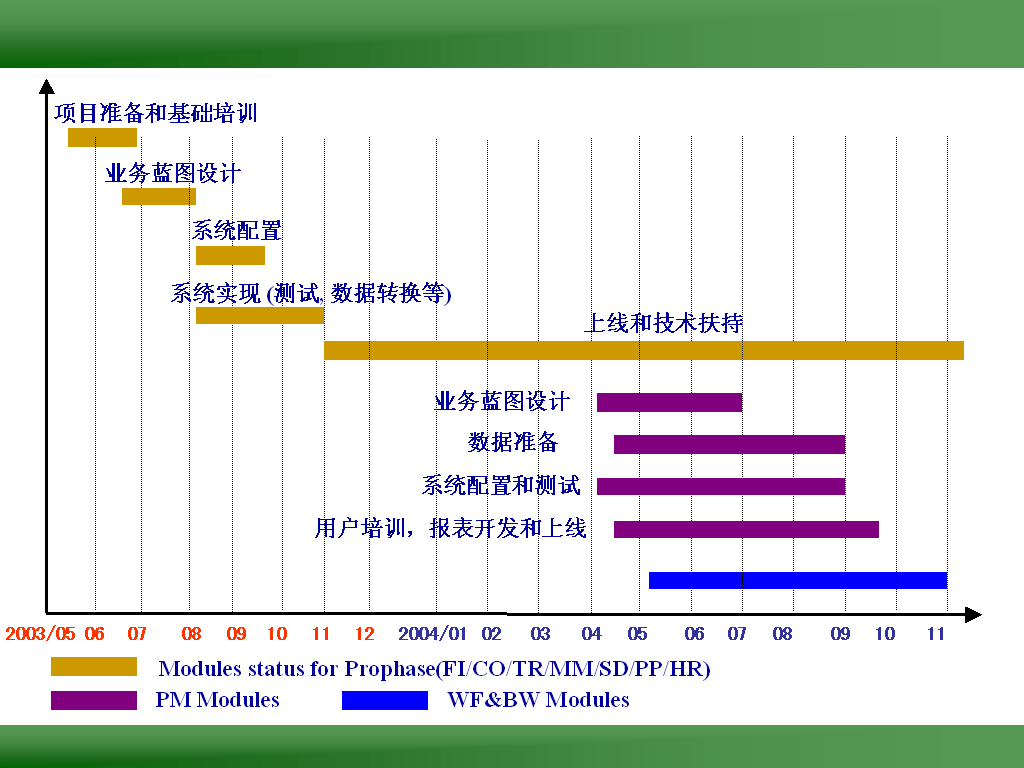 项目准备和基础培训
业务蓝图设计
系统配置
系统实现 (测试, 数据转换等)
上线和技术扶持
业务蓝图设计
数据准备
系统配置和测试
用户培训，报表开发和上线
2003/05 06 07 08 09 10 11 12 2004/01 02 03 04 05 06 07 08 09 10 11
Modules status for Prophase(FI/CO/TR/MM/SD/PP/HR)
PM Modules WF&BW Modules